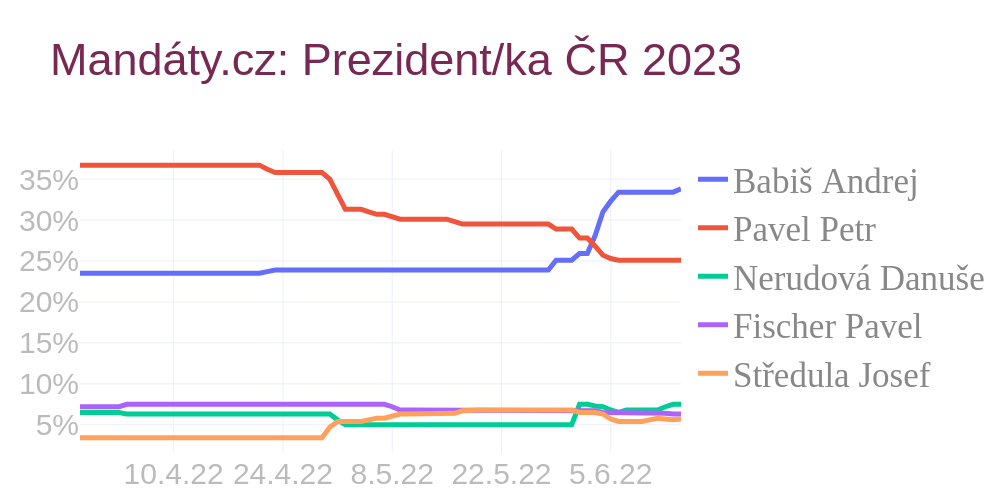 Mandáty.cz: Prezident/ka ČR 2023
35%
30%
25%
20%
15%
10%
5%
10.4.22 24.4.22 8.5.22 22.5.22 5.6.22
Babiš Andrej
Pavel Petr
Nerudová Danuše
Fischer Pavel
Středula Josef